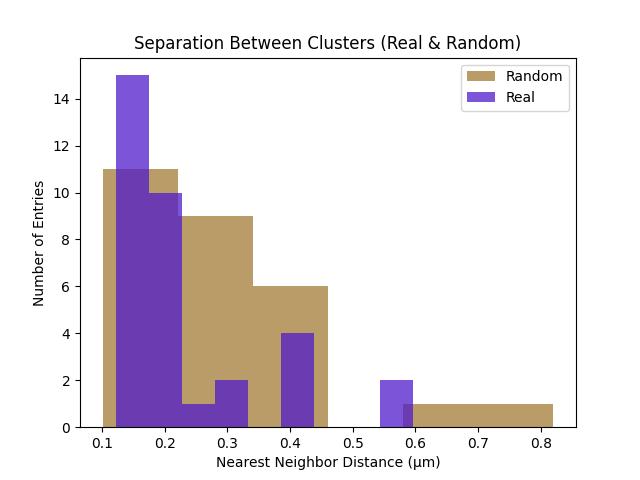 Separation Between Clusters (Real & Random)
Random
Real
Number of Entries
14
12
10
8
6
4
2
0
0.1 0.2 0.3 0.4 0.5 0.6 0.7 0.8
Nearest Neighbor Distance (μm)